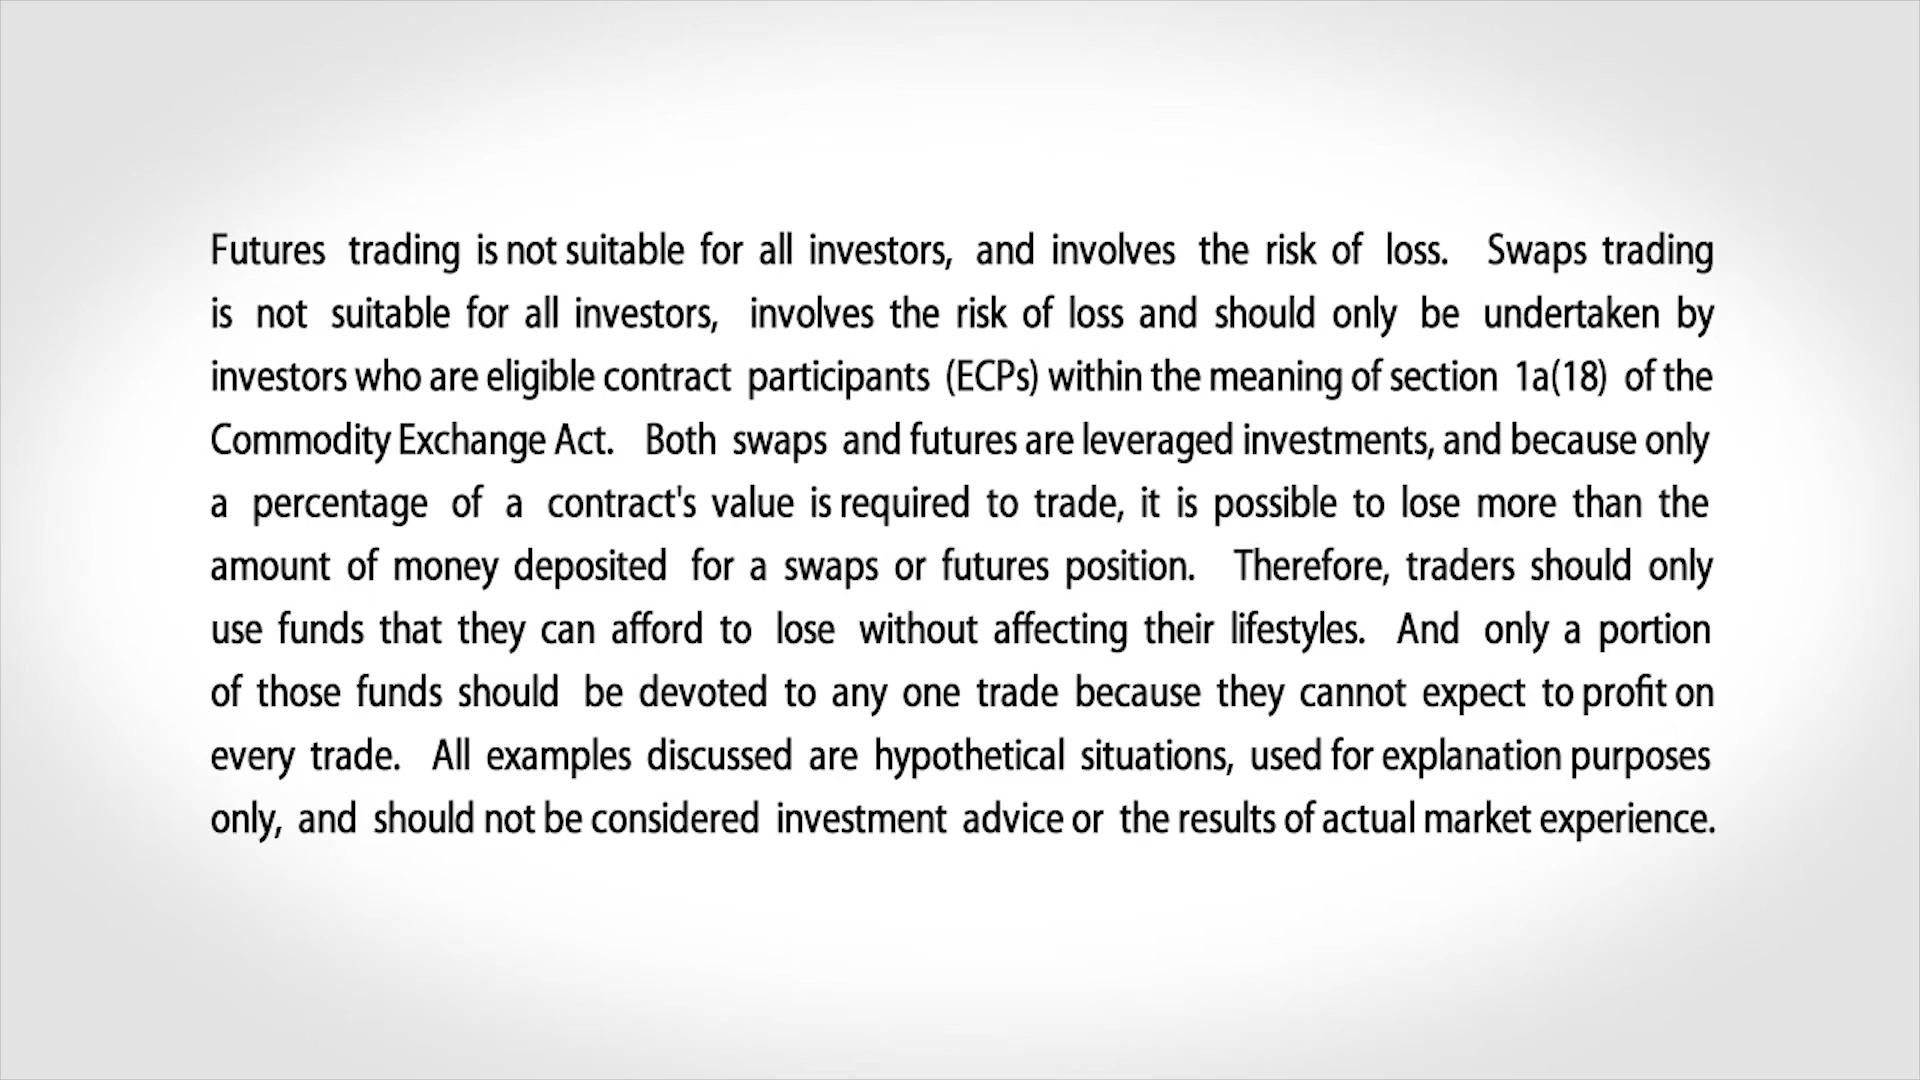 Futures trading is not suitable for all investors, and involves the risk of loss. Swaps trading
is not suitable for all investors, involves the risk of loss and should only be undertaken by
investors who are eligible contract participants (ECPs) within the meaning of section 1a(18) of the
Commodity Exchange Act. Both swaps and futures are leveraged investments, and because only
a percentage of a contract's value is required to trade, it is possible to lose more than the
amount of money deposited for a swaps or futures position. Therefore, traders should only
use funds that they can afford to lose without affecting their lifestyles. And only a portion
of those funds should be devoted to any one trade because they cannot expect to profit on
every trade. All examples discussed are hypothetical situations, used for explanation purposes
only, and should not be considered investment advice or the results of actual market experience.